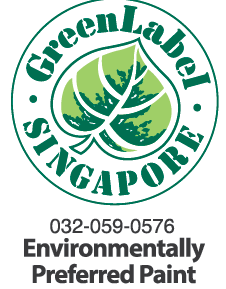 GreenLabel
SINGAPORE
032-059-0576
Environmentally
Preferred Paint